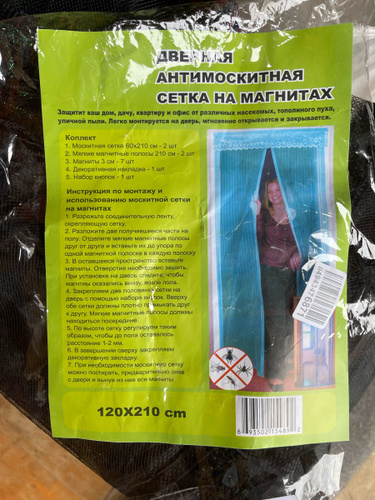 ДВЕРНАЯ
АНТИМОСКИТНАЯ
СЕТКА НА МАГНИТАХ
Защитит ваш дом, дачу, квартиру и офис от различных насекомых, тополиного пуха,
уличной пыли. Легко монтируется на дверь, мгновенно открывается и закрывается.
Коплект
1. Москитная сетка 60х210 см - 2 шт
2. Мягкие магнитные полосы 210 см - 2 шт
3. Магниты 3 см - 7 шт
4. Декоративная накладка - 1 шт
5. Набор кнопок - 1 шт
Инструкция по монтажу и
использованию москитной сетки
на магнитах
1. Разрежьте соединительную ленту,
скрепляющую сетку.
2. Разложите две получившиеся части на
полу. Отделите мягкие магнитные полосы
друг от друга и вставьте их до упора по
одной магнитной полоске в каждую полоску
3. В оставшееся пространство вставьте
магниты. Отверстия необходимо зашить.
При установке на дверь следите, чтобы
магниты оказались внизу, возле пола.
4. Закрепляем две половинки сетки на
дверь с помощью набора кнопок. Вверху
обе сетки должны плотно примыкать друг
к другу. Мягкие магнитные полосы должны
находиться посередине.
5. По высоте сетку регулируем таким
образом, чтобы до пола оставалось
расстояние 1-2 мм.
6. В завершении сверху закрепляем
декоративную закладку.
7. При необходимости москитную сетку
можно постирать, предварительно сняв
с двери и вынув из нее все магниты
120X210 cm